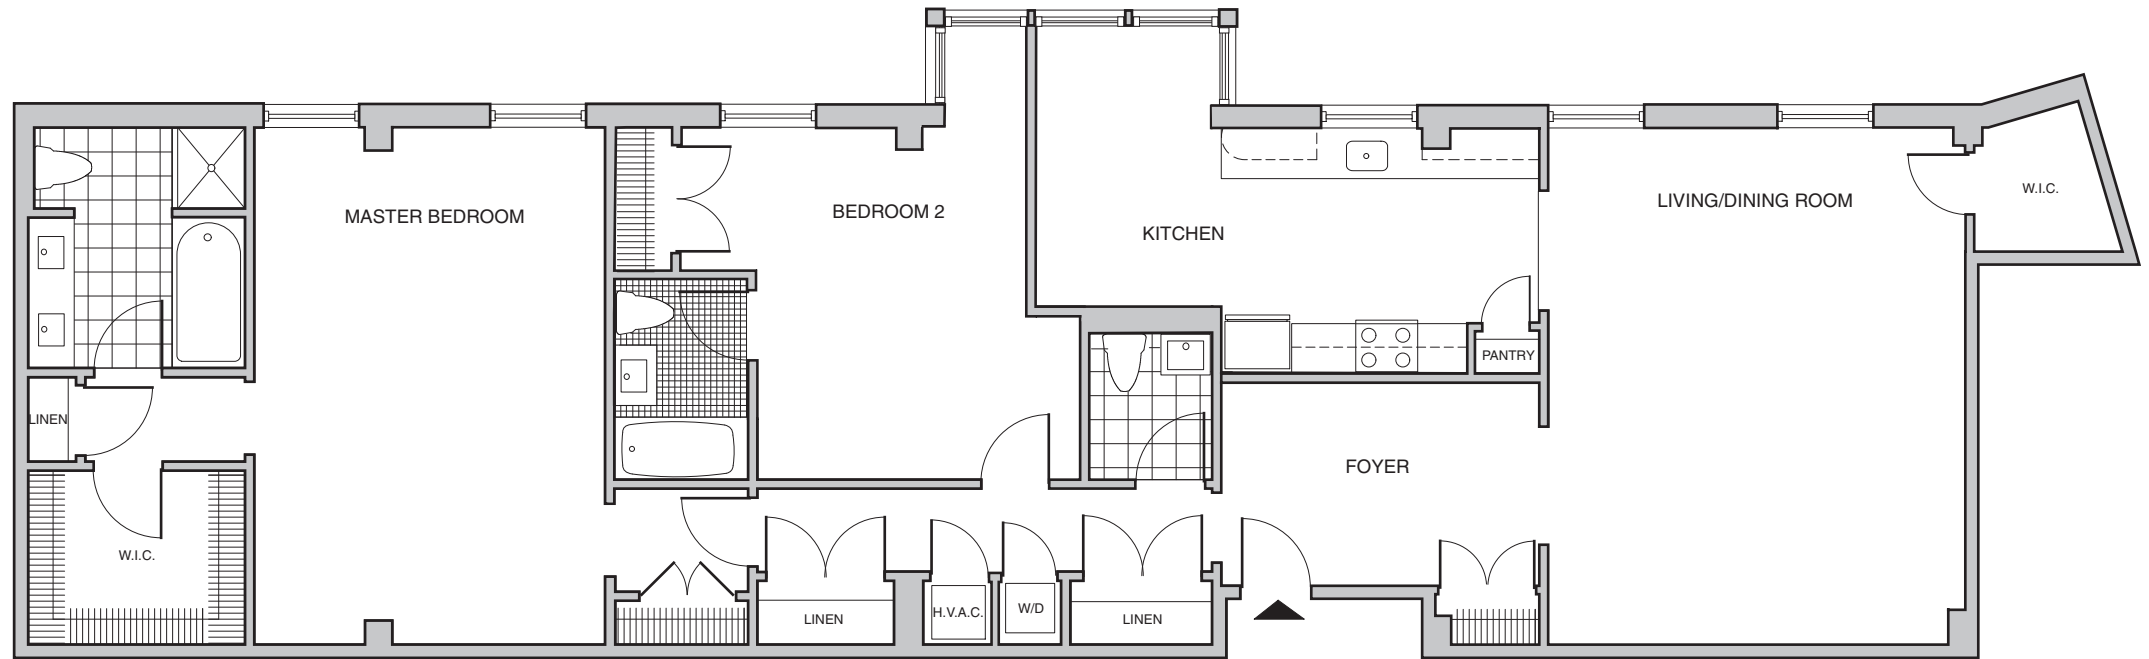 MASTER BEDROOM
BEDROOM 2
KITCHEN
LIVING/DINING ROOM
W.I.C.
PANTRY
LINEN
FOYER
W.I.C.
LINEN
H.V.A.C.
W/D
LINEN